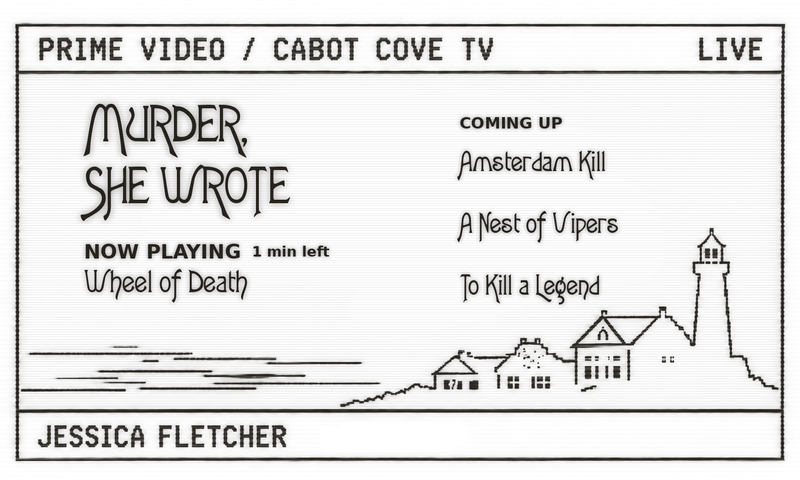 PRIME VIDEO / CABOT COVE TV
LIVE
MURDER,
SHE WROTE
NOW PLAYING 1 min left
Wheel of Death
COMING UP
Amsterdam Kill
A Nest of Vipers
To Kill a Legend
JESSICA FLETCHER